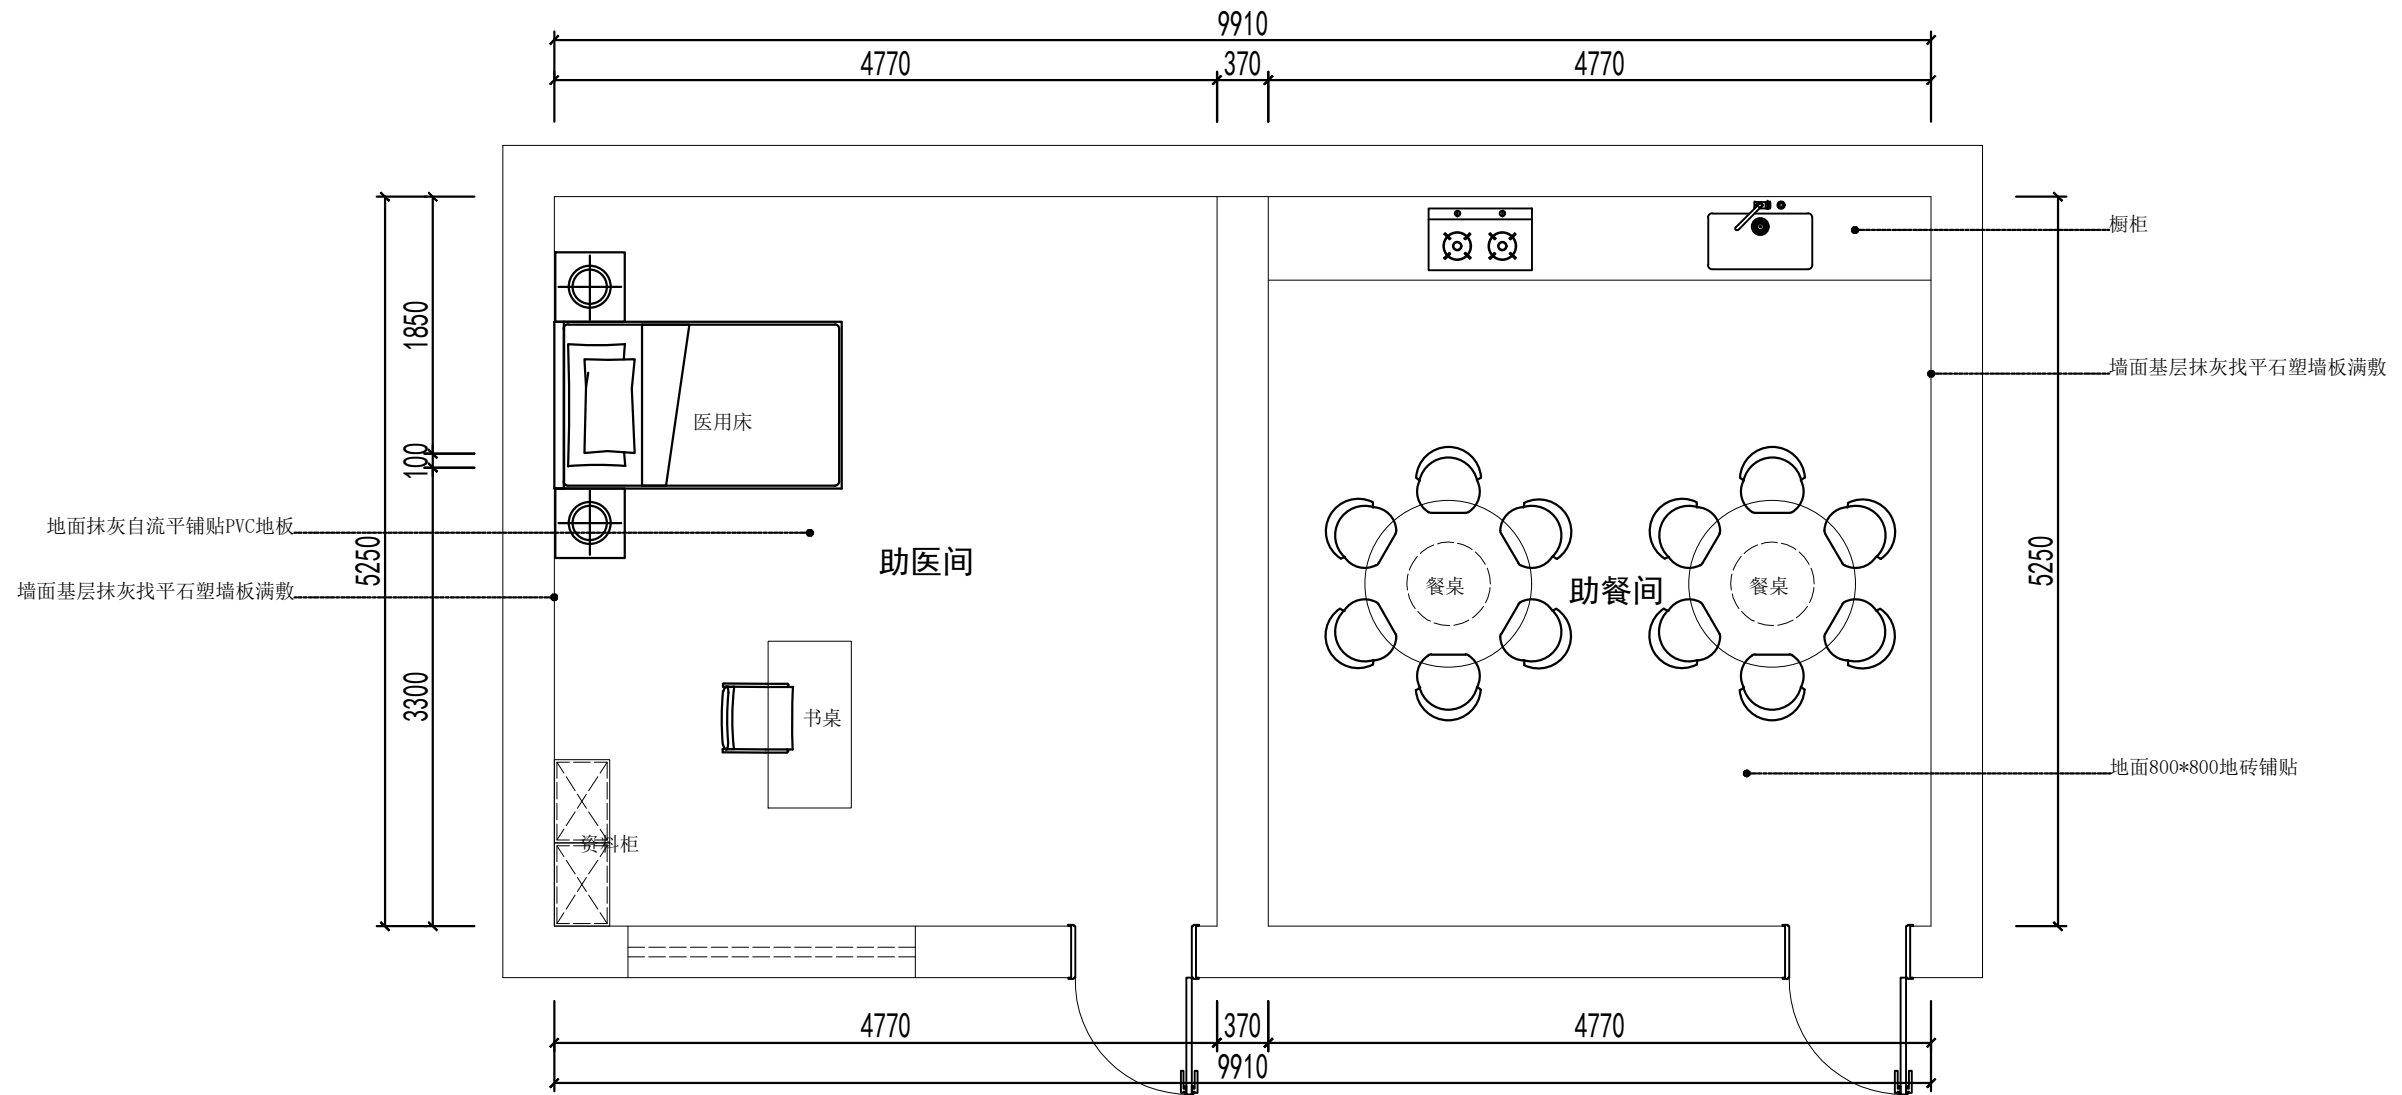 9910
4770
370
4770
橱柜
1850
墙面基层抹灰找平石塑墙板满敷
医用床
100
地面抹灰自流平铺贴PVC地板
5250
助医间
墙面基层抹灰找平石塑墙板满敷
餐桌
助餐间
餐桌
5250
3300
书桌
地面800*800地砖铺贴
资料柜
4770
370
4770
9910